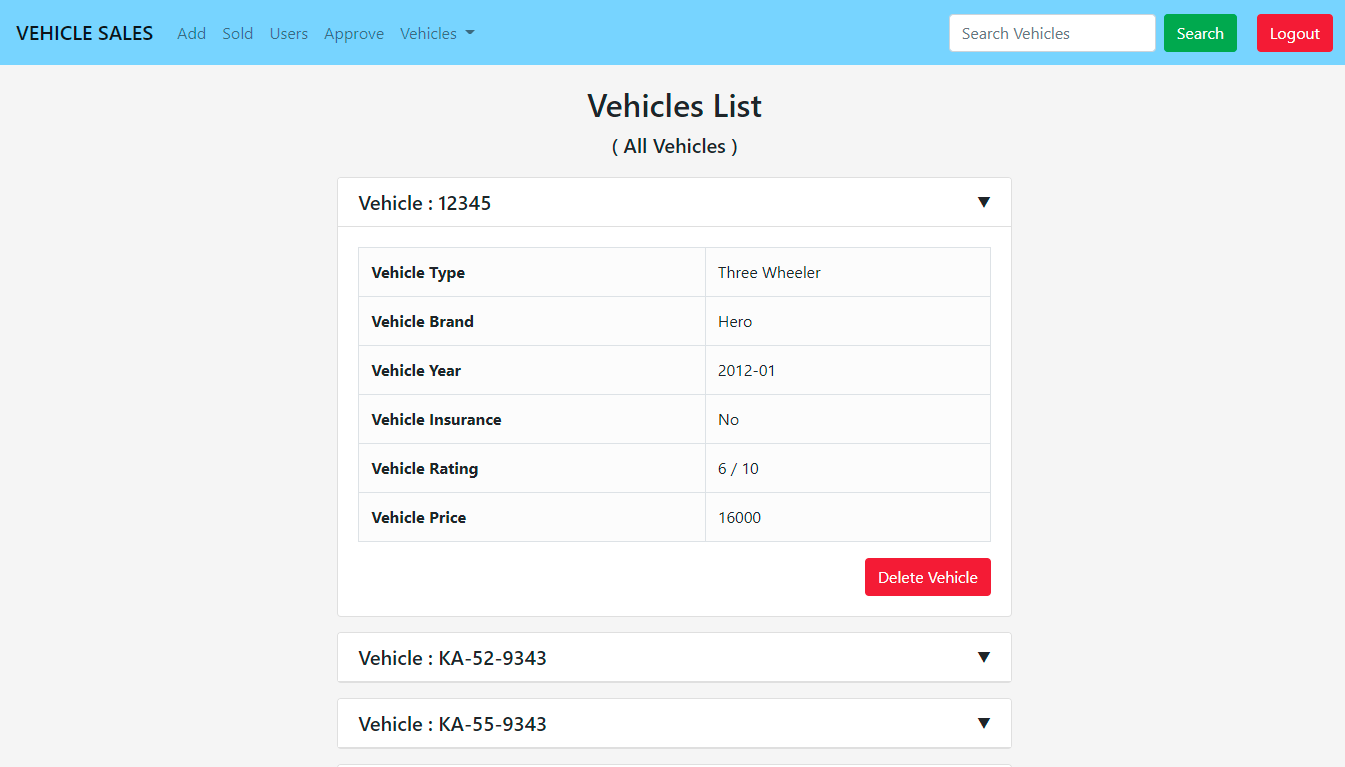 VEHICLE SALES Add Sold Users Approve Vehicles Search Vehicles Search Logout
Vehicles List
( All Vehicles )
Vehicle : 12345
Vehicle Type Three Wheeler
Vehicle Brand Hero
Vehicle Year 2012-01
Vehicle Insurance No
Vehicle Rating 6 / 10
Vehicle Price 16000
Delete Vehicle
Vehicle : KA-52-9343
Vehicle : KA-55-9343